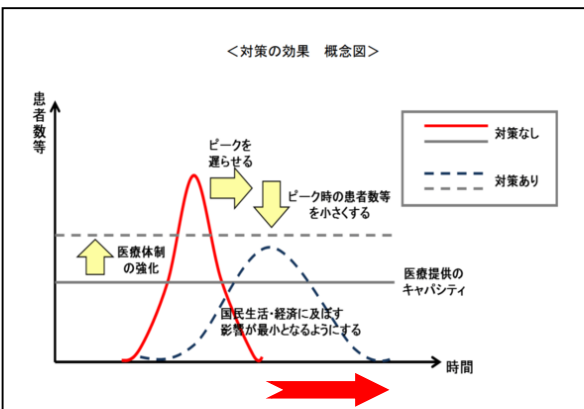 ＜対策の効果　概念図＞
患者数等
ピークを
遅らせる
ピーク時の患者数等
を小さくする
医療体制
の強化
対策なし
対策あり
医療提供の
キャパシティ
国民生活・経済に及ぼす
影響が最小となるようにする
時間